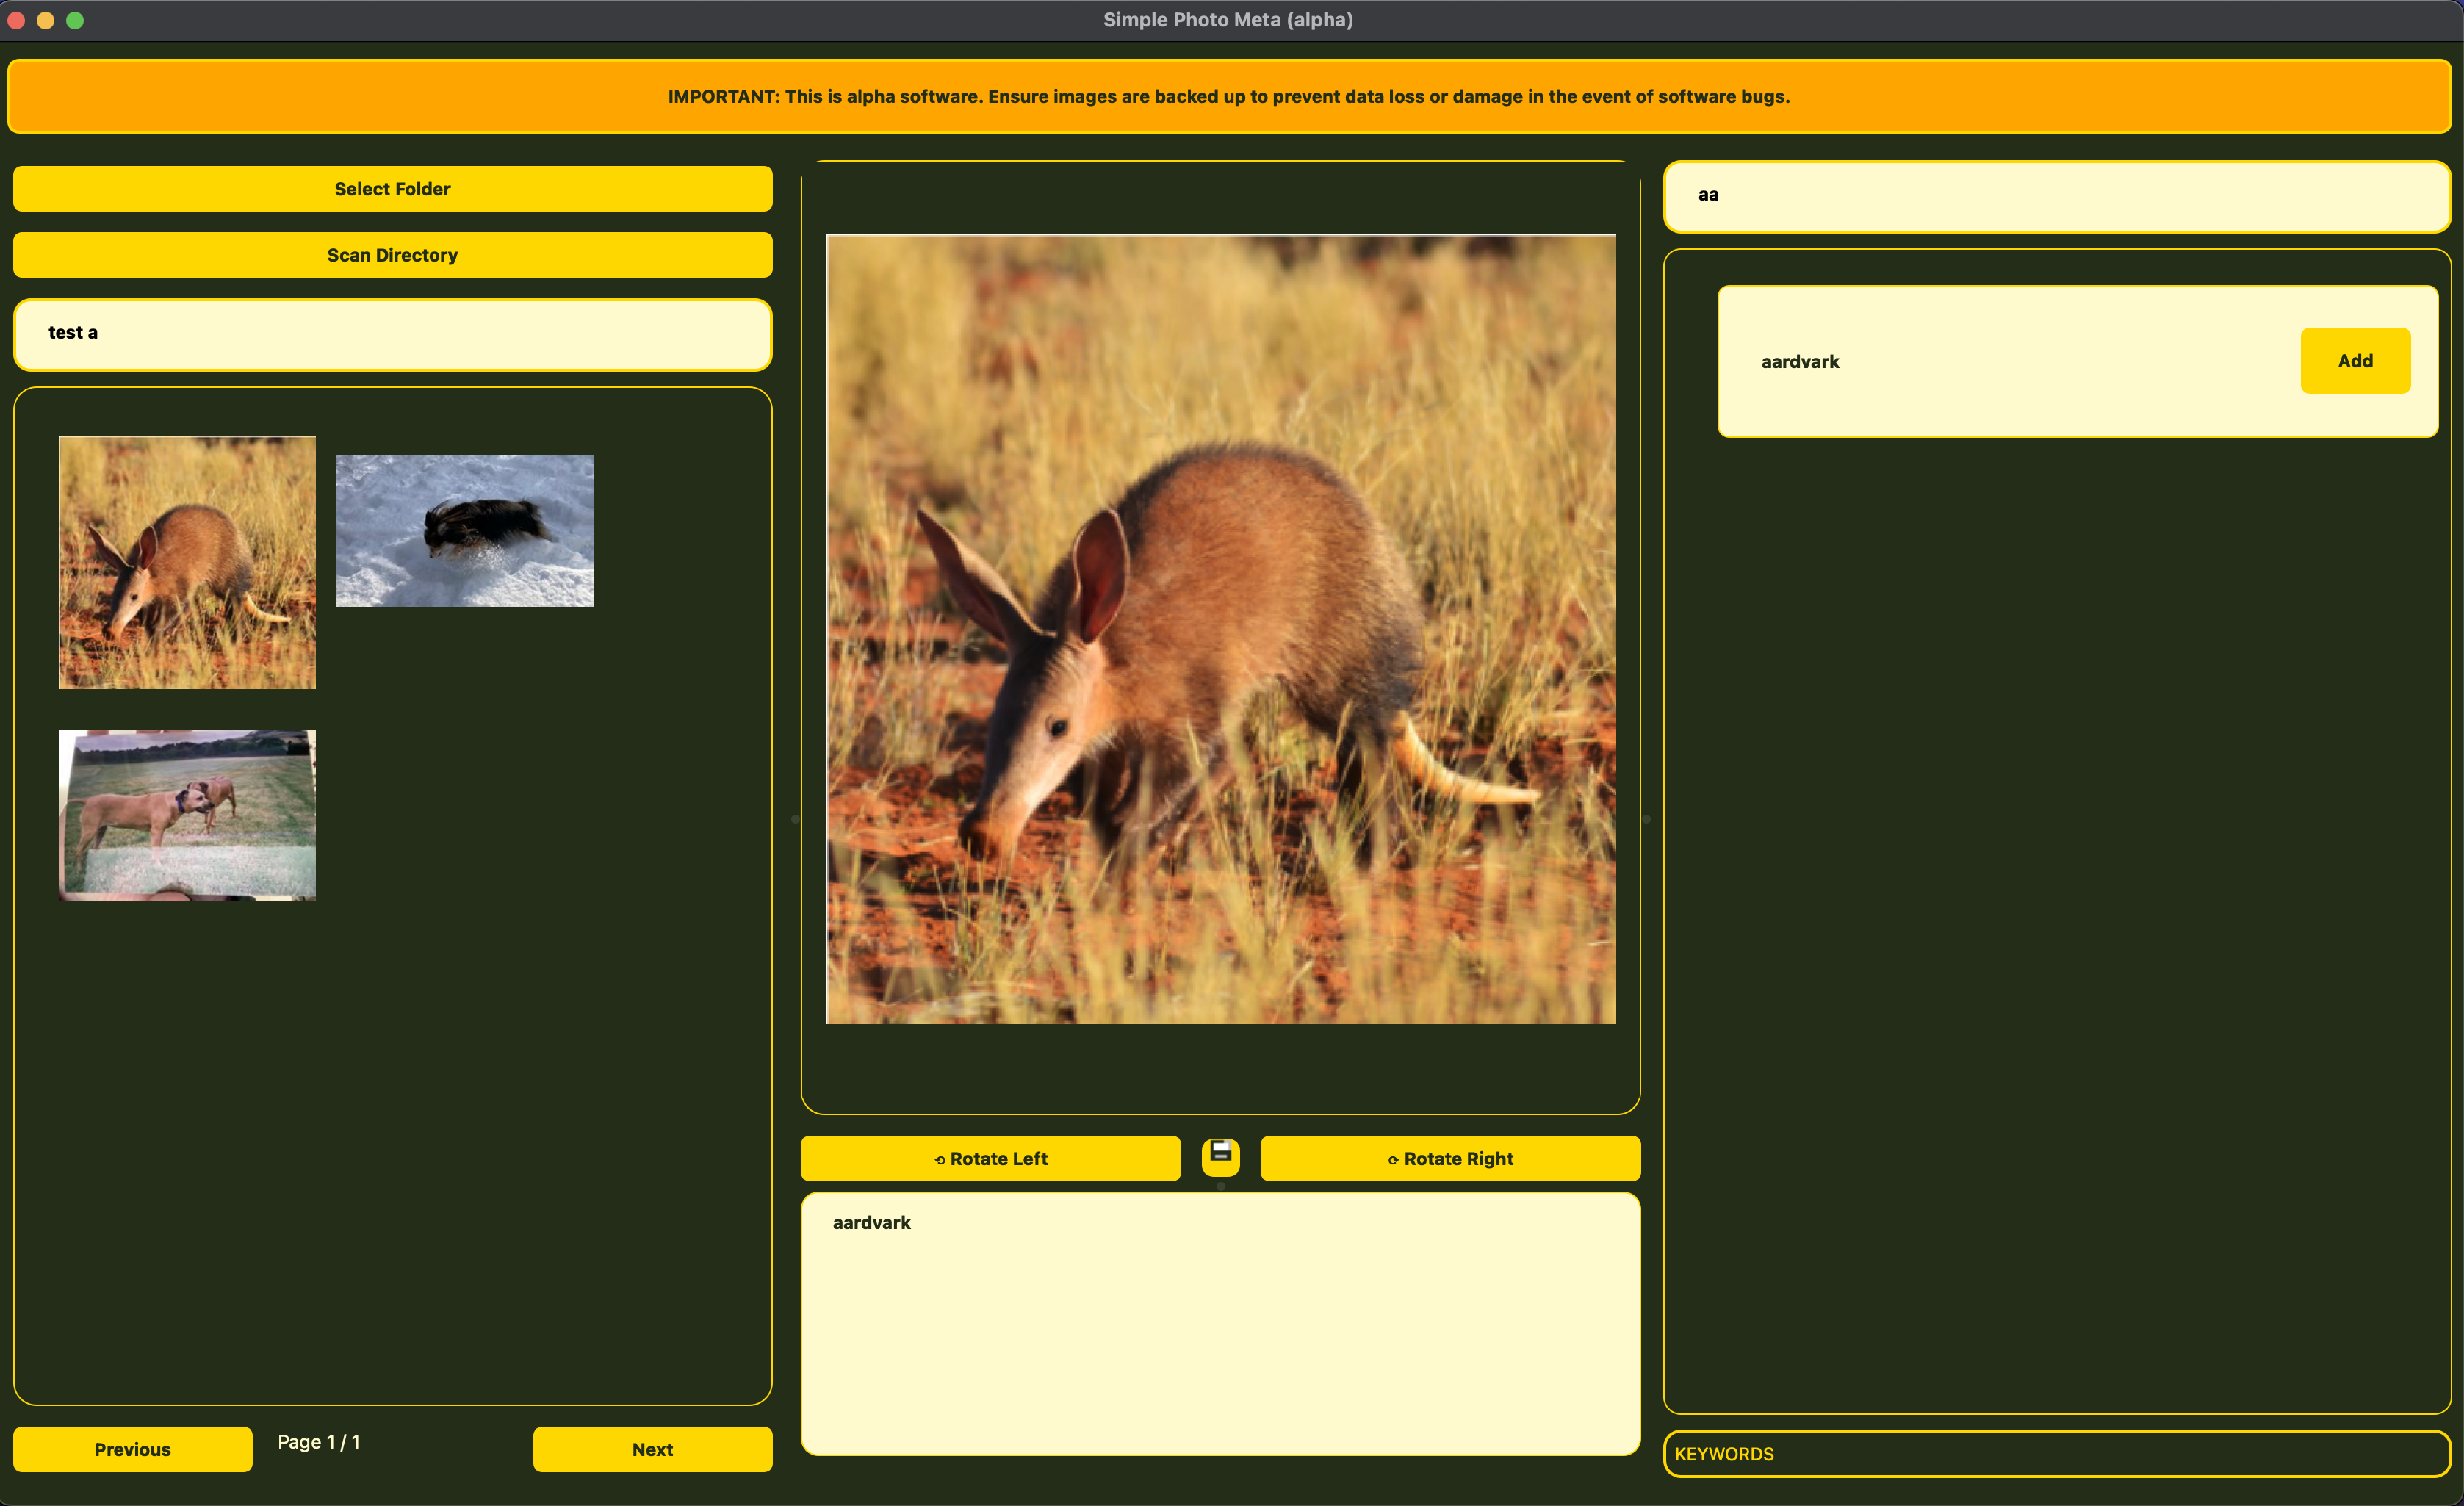 Simple Photo Meta (alpha)
IMPORTANT: This is alpha software. Ensure images are backed up to prevent data loss or damage in the event of software bugs.
Select Folder
Scan Directory
test a
Previous
Page 1 / 1
Next
⟲ Rotate Left
⟳ Rotate Right
aardvark
aa
aardvark
Add
KEYWORDS